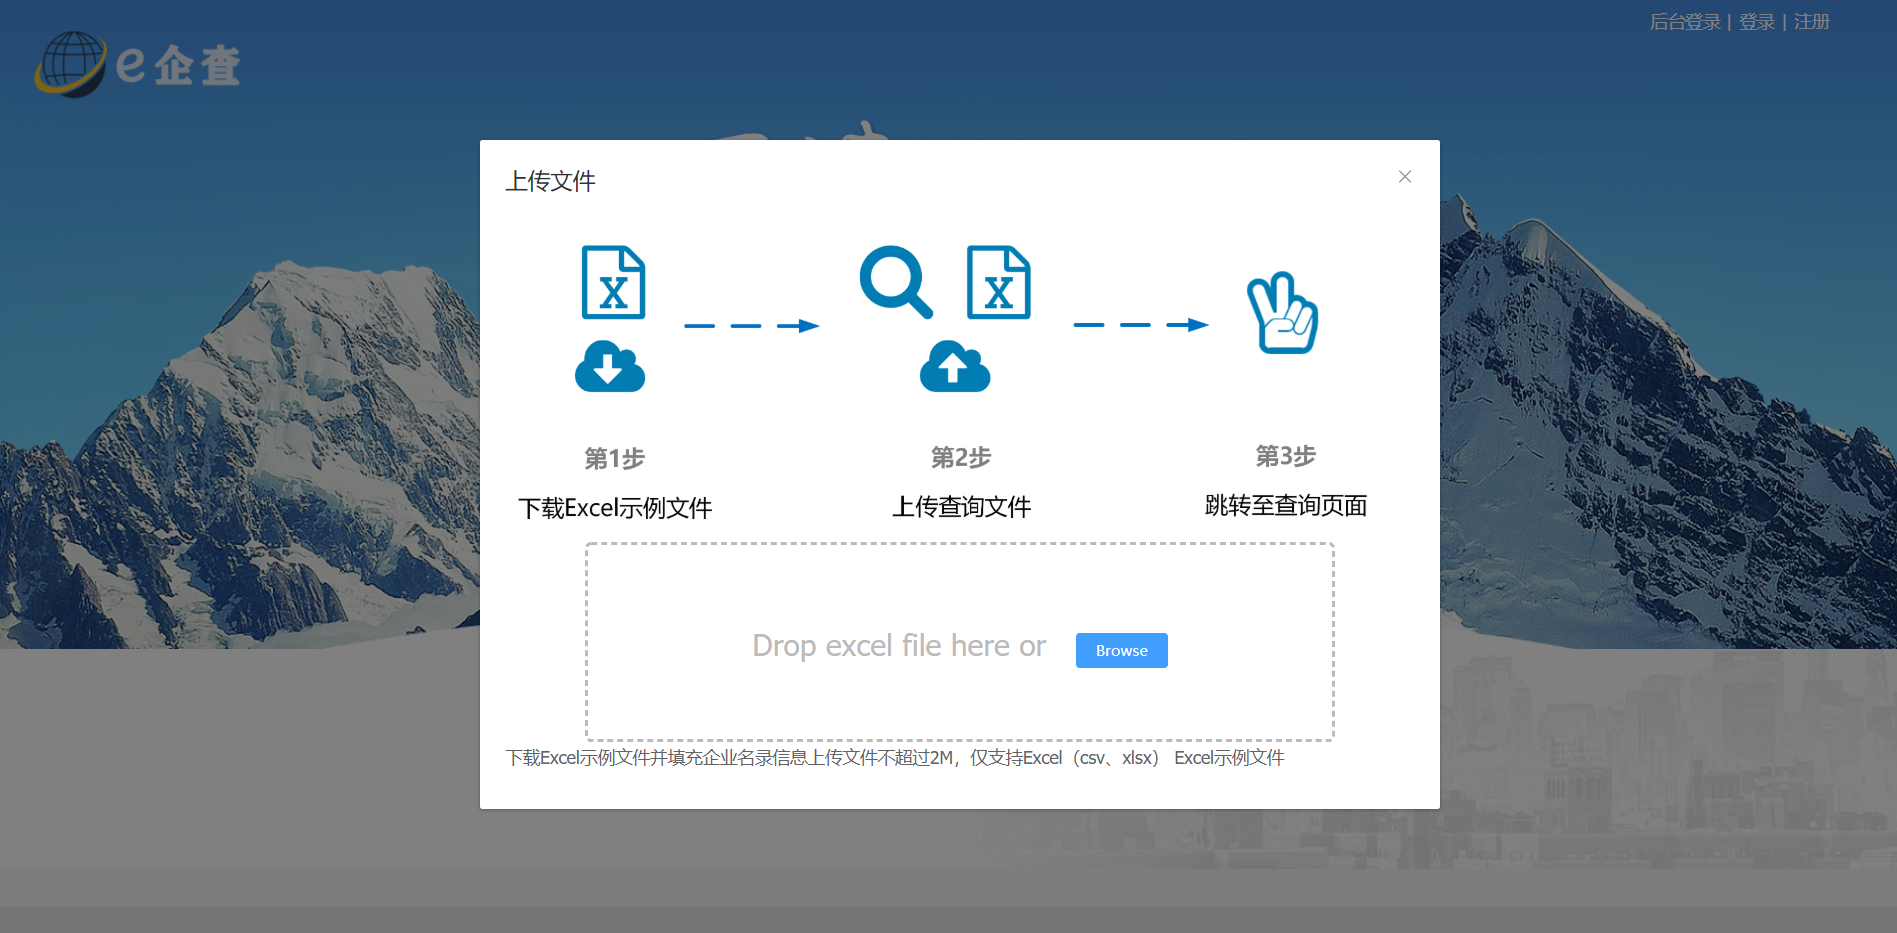 后台登录 | 登录 | 注册
e企查
上传文件
第1步
第2步
第3步
下载Excel示例文件
上传查询文件
跳转至查询页面
Drop excel file here or
Browse
下载Excel示例文件并填充企业名录信息上传文件不超过2M，仅支持Excel（csv、xlsx） Excel示例文件